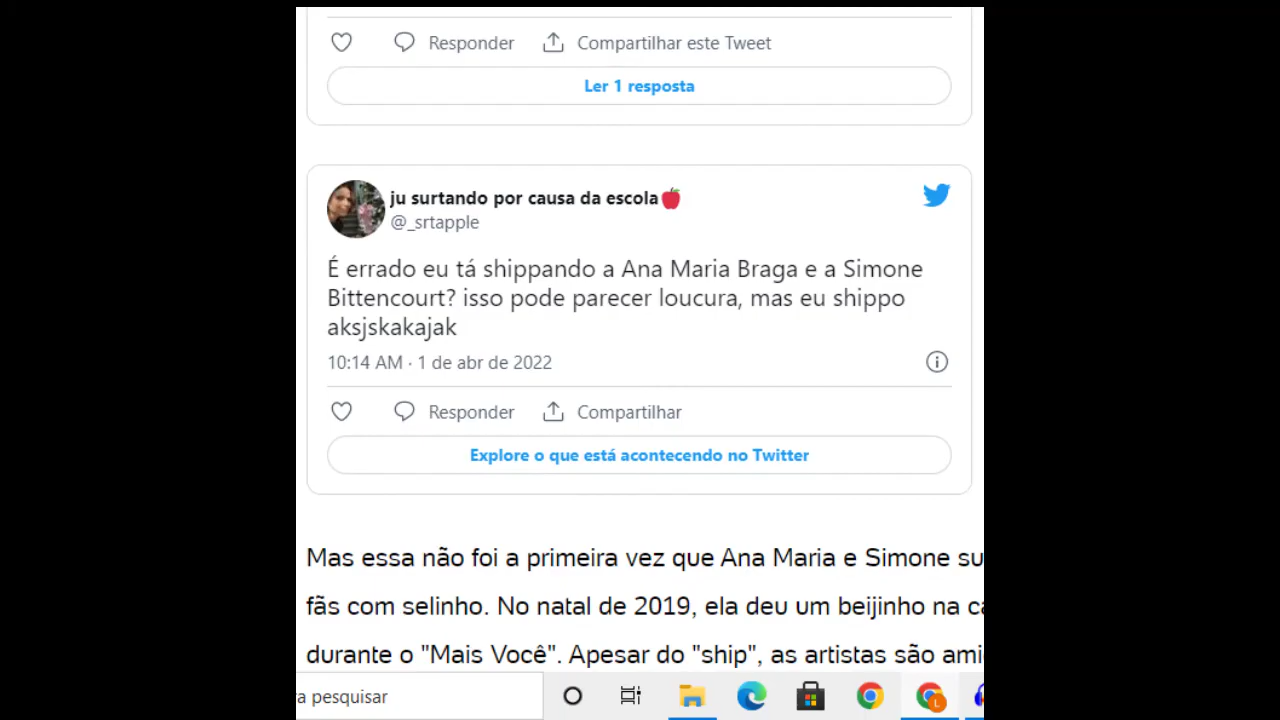 Responder Compartilhar este Tweet
Ler 1 resposta
ju surtando por causa da escola🍎
@_srtapple
É errado eu tá shippando a Ana Maria Braga e a Simone
Bittencourt? isso pode parecer loucura, mas eu shippo
aksjskakajak
10:14 AM · 1 de abr de 2022
Responder Compartilhar
Explore o que está acontecendo no Twitter
Mas essa não foi a primeira vez que Ana Maria e Simone su
fãs com selinho. No natal de 2019, ela deu um beijinho na ca
durante o "Mais Você". Apesar do "ship", as artistas são ami
a pesquisar
L